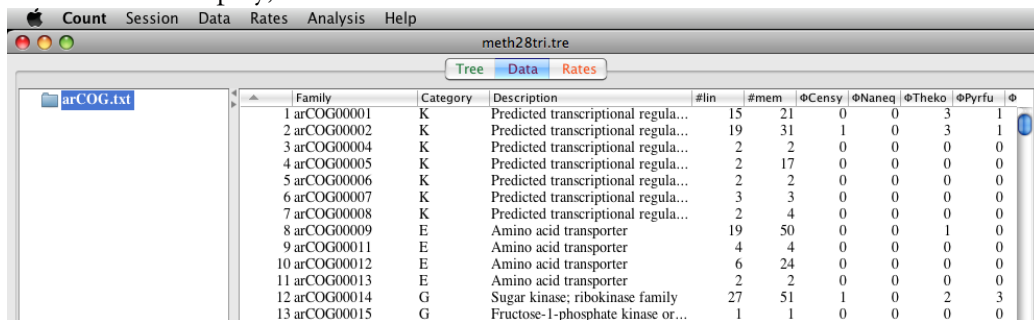 Count Session Data Rates Analysis Help
meth28tri.tre
Tree Data Rates
arCOG.txt
Family Category Description #lin #mem ΦCensy ΦNaneq ΦTheko ΦPyrfu Φ
1 arCOG00001 K Predicted transcriptional regula... 15 21 0 0 3 1
2 arCOG00002 K Predicted transcriptional regula... 19 31 1 0 3 1
3 arCOG00004 K Predicted transcriptional regula... 2 2 0 0 0 0
4 arCOG00005 K Predicted transcriptional regula... 2 17 0 0 0 0
5 arCOG00006 K Predicted transcriptional regula... 2 2 0 0 0 0
6 arCOG00007 K Predicted transcriptional regula... 3 3 0 0 0 0
7 arCOG00008 K Predicted transcriptional regula... 2 4 0 0 0 0
8 arCOG00009 E Amino acid transporter 19 50 0 0 1 0
9 arCOG00011 E Amino acid transporter 4 4 0 0 0 0
10 arCOG00012 E Amino acid transporter 6 24 0 0 0 0
11 arCOG00013 E Amino acid transporter 2 2 0 0 0 0
12 arCOG00014 G Sugar kinase; ribokinase family 27 51 1 0 2 3
13 arCOG00015 G Fructose-1-phosphate kinase or... 1 1 0 0 0 0